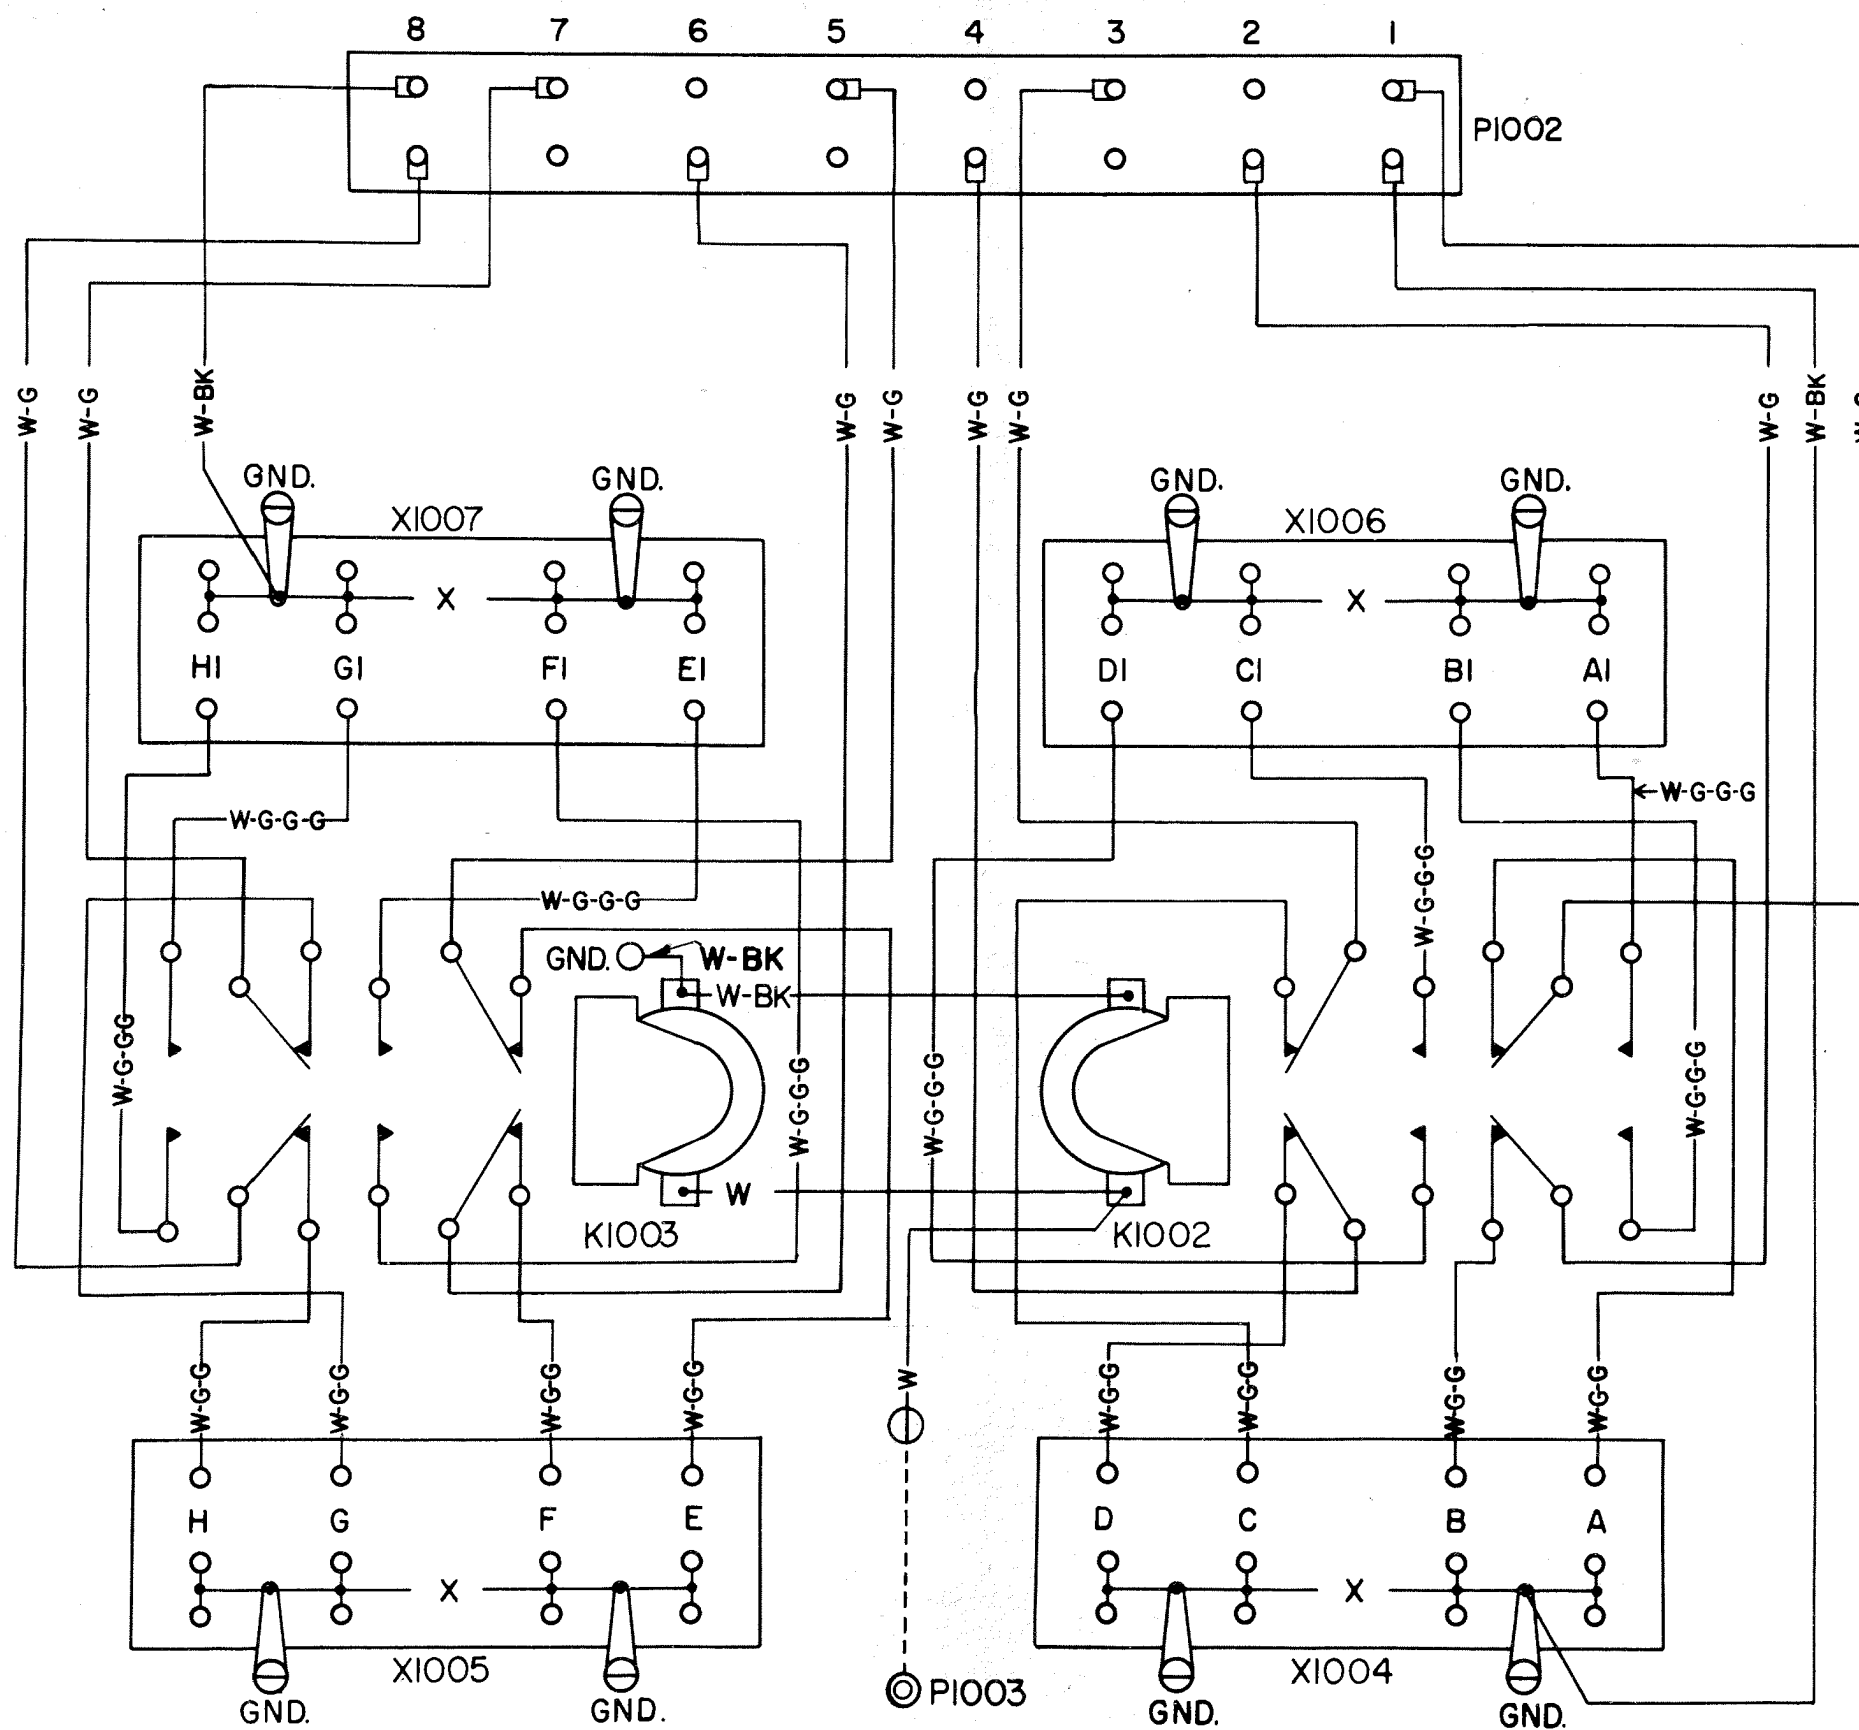 8 7 6 5 4 3 2 1
P1002
W-G W-G W-BK W-G W-G W-G W-G W-G W-BK
GND. GND. GND. GND.
X1007 X1006
X X
H1 G1 F1 E1 D1 C1 B1 A1
W-G-G-G
W-G-G-G
W-G-G-G
W-G-G-G
GND. W-BK
W-BK
W-G-GG
W-G-G-G
W-G-G-G
W-G-G-G
W
K1003 K1002
W-G-G W-G-G W-G-G W-G-G W W-G-G W-G-G W-G-G W-G-G
H G F E D C B A
X X
X1005 P1003 X1004
GND. GND. GND. GND.